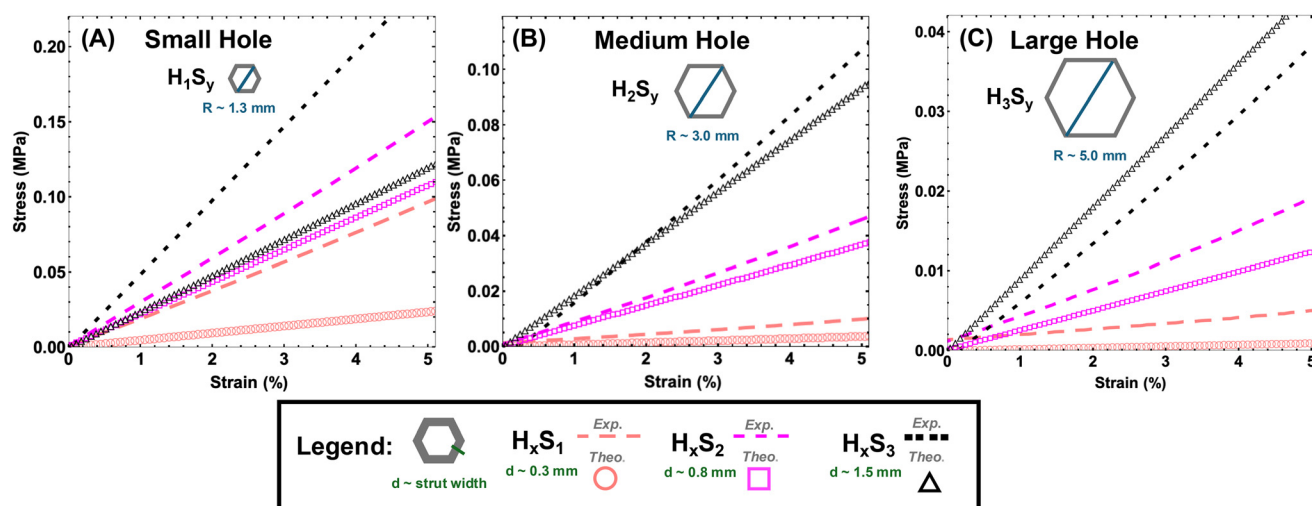 (A) Small Hole
H₁Sᵧ
R ~ 1.3 mm
Stress (MPa)
0.20
0.15
0.10
0.05
0.00
0 1 2 3 4 5
Strain (%)
(B) Medium Hole
H₂Sᵧ
R ~ 3.0 mm
Stress (MPa)
0.10
0.08
0.06
0.04
0.02
0.00
0 1 2 3 4 5
Strain (%)
(C) Large Hole
H₃Sᵧ
R ~ 5.0 mm
Stress (MPa)
0.04
0.03
0.02
0.01
0.00
0 1 2 3 4 5
Strain (%)
Legend:
d ~ strut width
HₓS₁
Exp.
Theo.
d ~ 0.3 mm
HₓS₂
Exp.
Theo.
d ~ 0.8 mm
HₓS₃
Exp.
Theo.
d ~ 1.5 mm